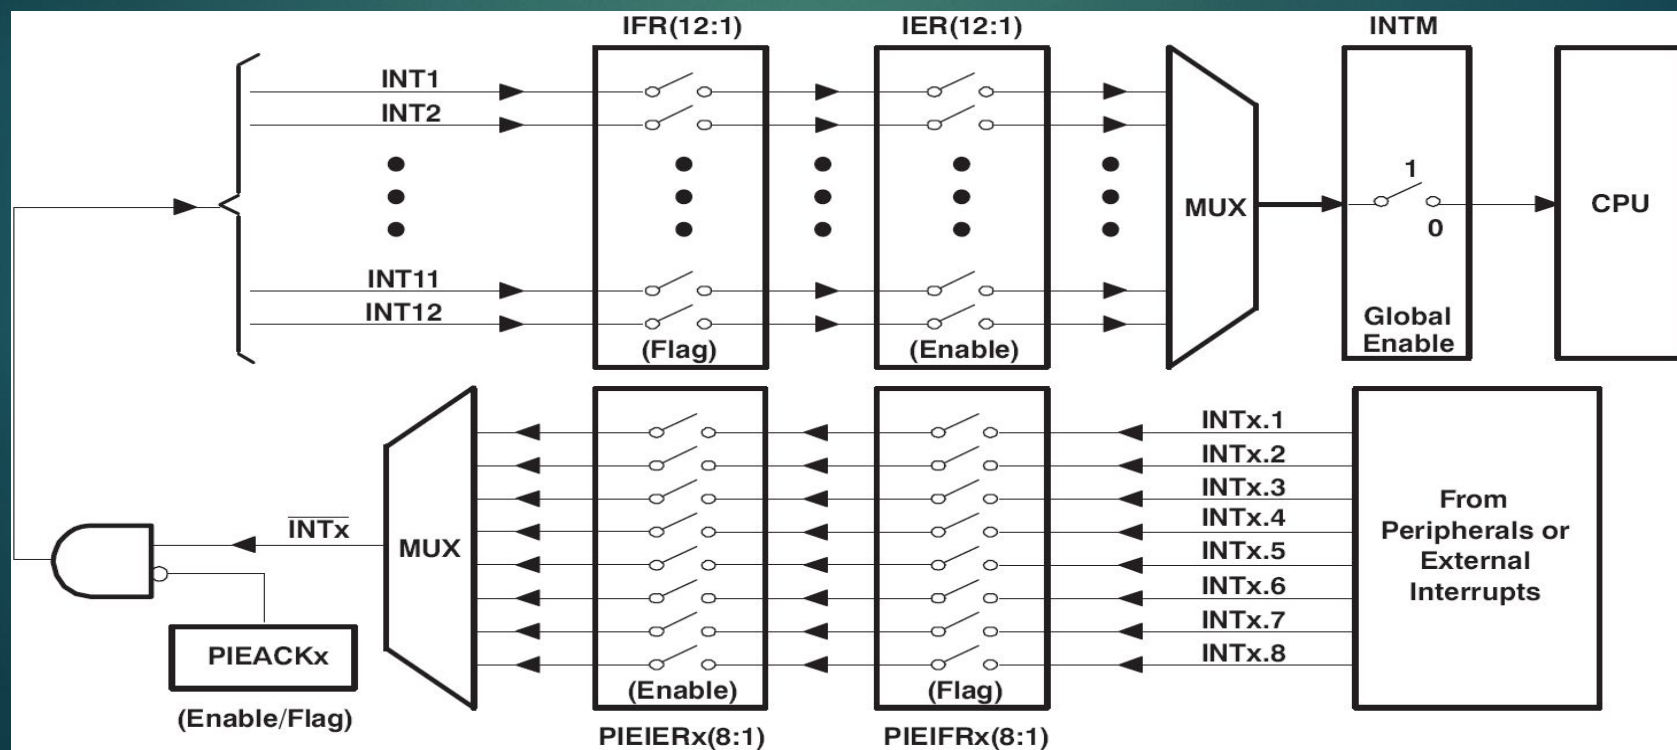 IFR(12:1)
IER(12:1)
INTM
INT1
INT2
INT11
INT12
(Flag)
(Enable)
MUX
1
0
Global
Enable
CPU
INTx.1
INTx.2
INTx.3
INTx.4
INTx.5
INTx.6
INTx.7
INTx.8
From
Peripherals or
External
Interrupts
INTx
MUX
PIEACKx
(Enable/Flag)
(Enable)
(Flag)
PIEIERx(8:1)
PIEIFRx(8:1)